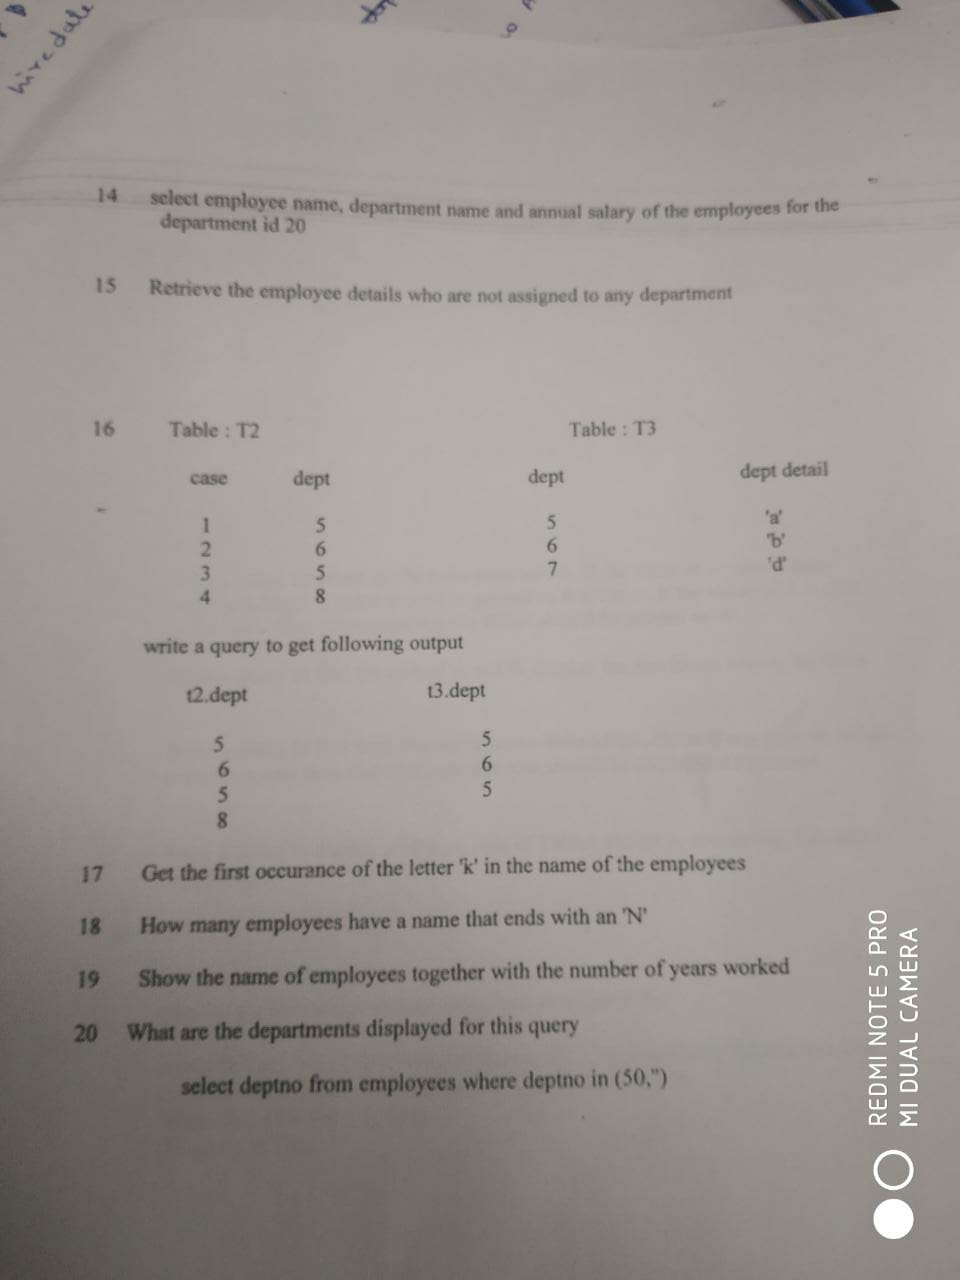 hiredate
14 select employee name, department name and annual salary of the employees for the
department id 20
15 Retrieve the employee details who are not assigned to any department
16 Table : T2 Table : T3
case dept dept dept detail
1 5 5 'a'
2 6 6 'b'
3 5 7 'd'
4 8
write a query to get following output
t2.dept t3.dept
5 5
6 6
5 5
8
17 Get the first occurance of the letter 'k' in the name of the employees
18 How many employees have a name that ends with an 'N'
19 Show the name of employees together with the number of years worked
20 What are the departments displayed for this query
select deptno from employees where deptno in (50,'')
REDMI NOTE 5 PRO
MI DUAL CAMERA